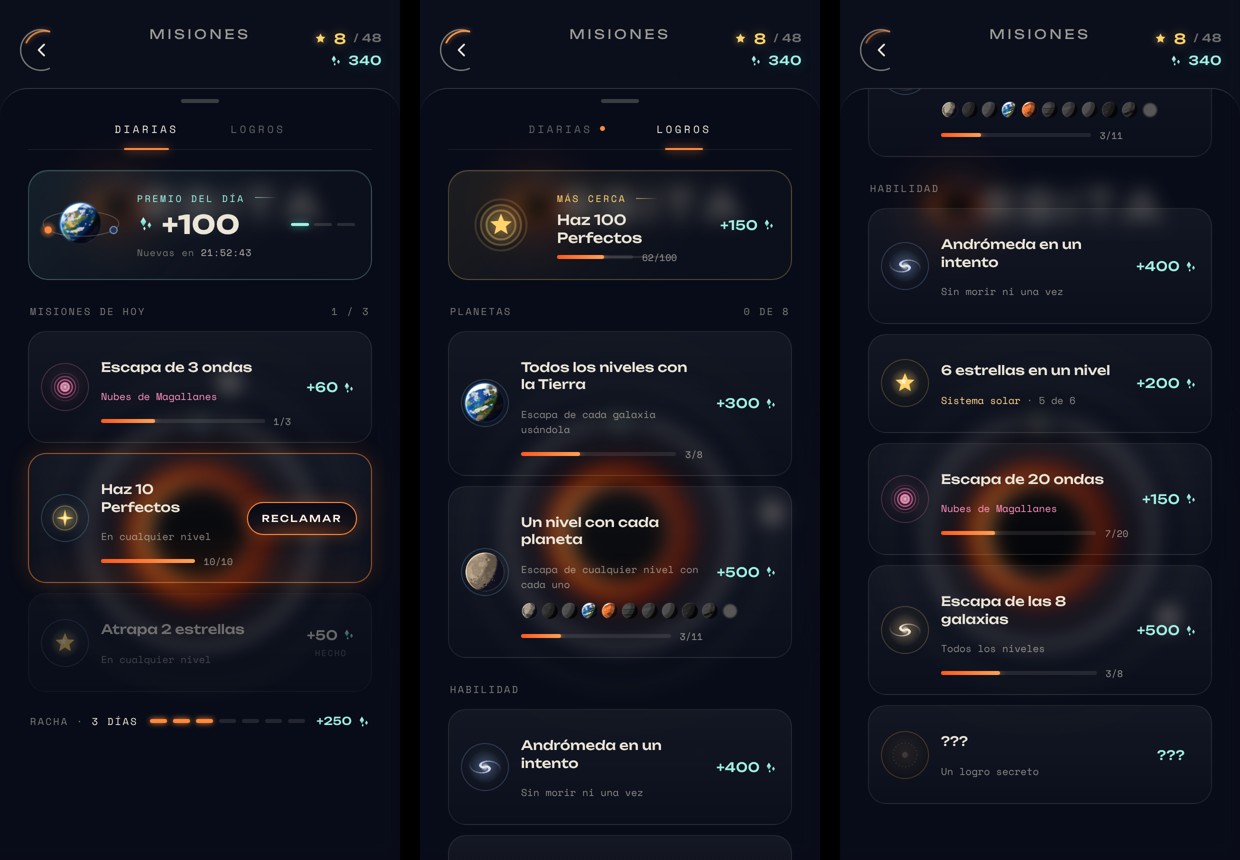 MISIONES
8 / 48
340
DIARIAS
LOGROS
PREMIO DEL DÍA
+100
Nuevas en 21:52:43
MISIONES DE HOY
1 / 3
Escapa de 3 ondas
Nubes de Magallanes
+60
1/3
Haz 10
Perfectos
En cualquier nivel
RECLAMAR
10/10
Atrapa 2 estrellas
En cualquier nivel
+50
HECHO
RACHA · 3 DÍAS
+250
MISIONES
8 / 48
340
DIARIAS
LOGROS
MÁS CERCA
Haz 100
Perfectos
+150
62/100
PLANETAS
0 DE 8
Todos los niveles con
la Tierra
Escapa de cada galaxia
usándola
+300
3/8
Un nivel con cada
planeta
Escapa de cualquier nivel con
cada uno
+500
3/11
HABILIDAD
Andrómeda en un
intento
Sin morir ni una vez
+400
MISIONES
8 / 48
340
3/11
HABILIDAD
Andrómeda en un
intento
Sin morir ni una vez
+400
6 estrellas en un nivel
Sistema solar · 5 de 6
+200
Escapa de 20 ondas
Nubes de Magallanes
+150
7/20
Escapa de las 8
galaxias
Todos los niveles
+500
3/8
???
Un logro secreto
???